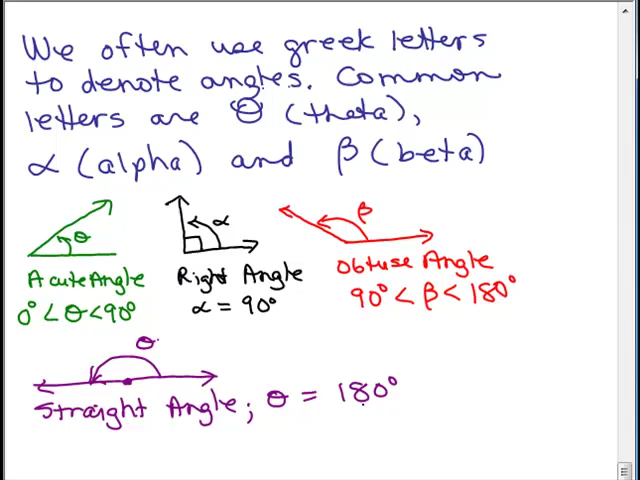 We often use greek letters
to denote angles. Common
letters are θ (theta),
α (alpha) and β (beta)
θ
α
β
Acute Angle
0° < θ < 90°
Right Angle
α = 90°
Obtuse Angle
90° < β < 180°
θ
Straight Angle; θ = 180°